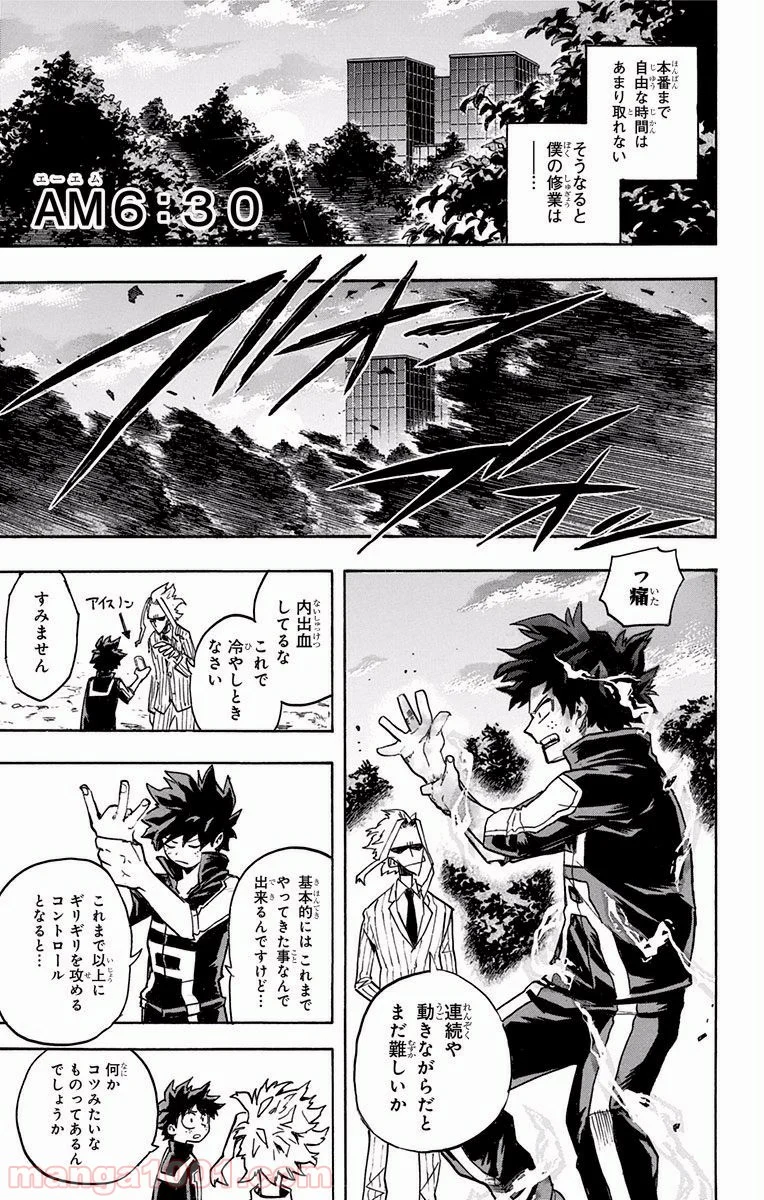 本番まで
自由な時間は
あまり取れない
そうなると
僕の修業は
………
エーエム
AM6:30
ブオッ
ブオッ
っ痛
連続や
動きながらだと
まだ難しいか
内出血
してるな
これで
冷やしとき
なさい
アイスノン
すみません
基本的には これまで
やってきた事なんで
出来るんですけど…
これまで以上に
ギリギリを攻める
コントロール
となると…
何か
コツみたいな
ものってあるん
でしょうか